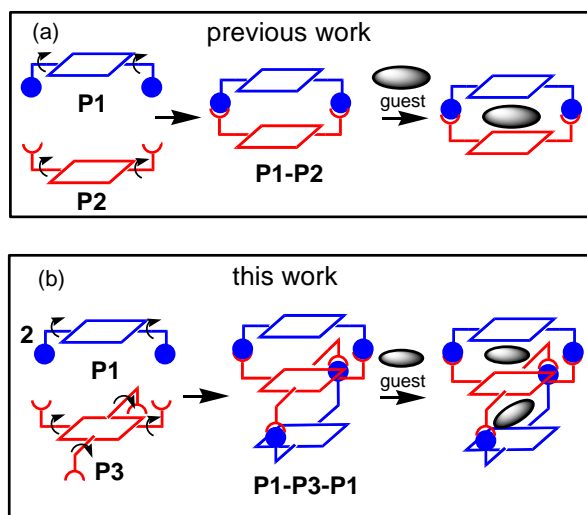 (a) previous work
P1
guest
P2
P1-P2
(b) this work
2
P1
guest
P3
P1-P3-P1